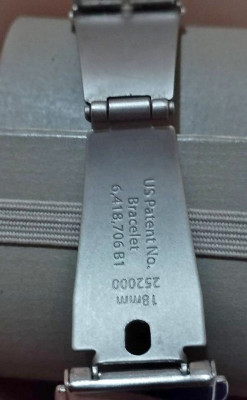 US Patent No.
Bracelet
6,418,706.B1
18mm
252000